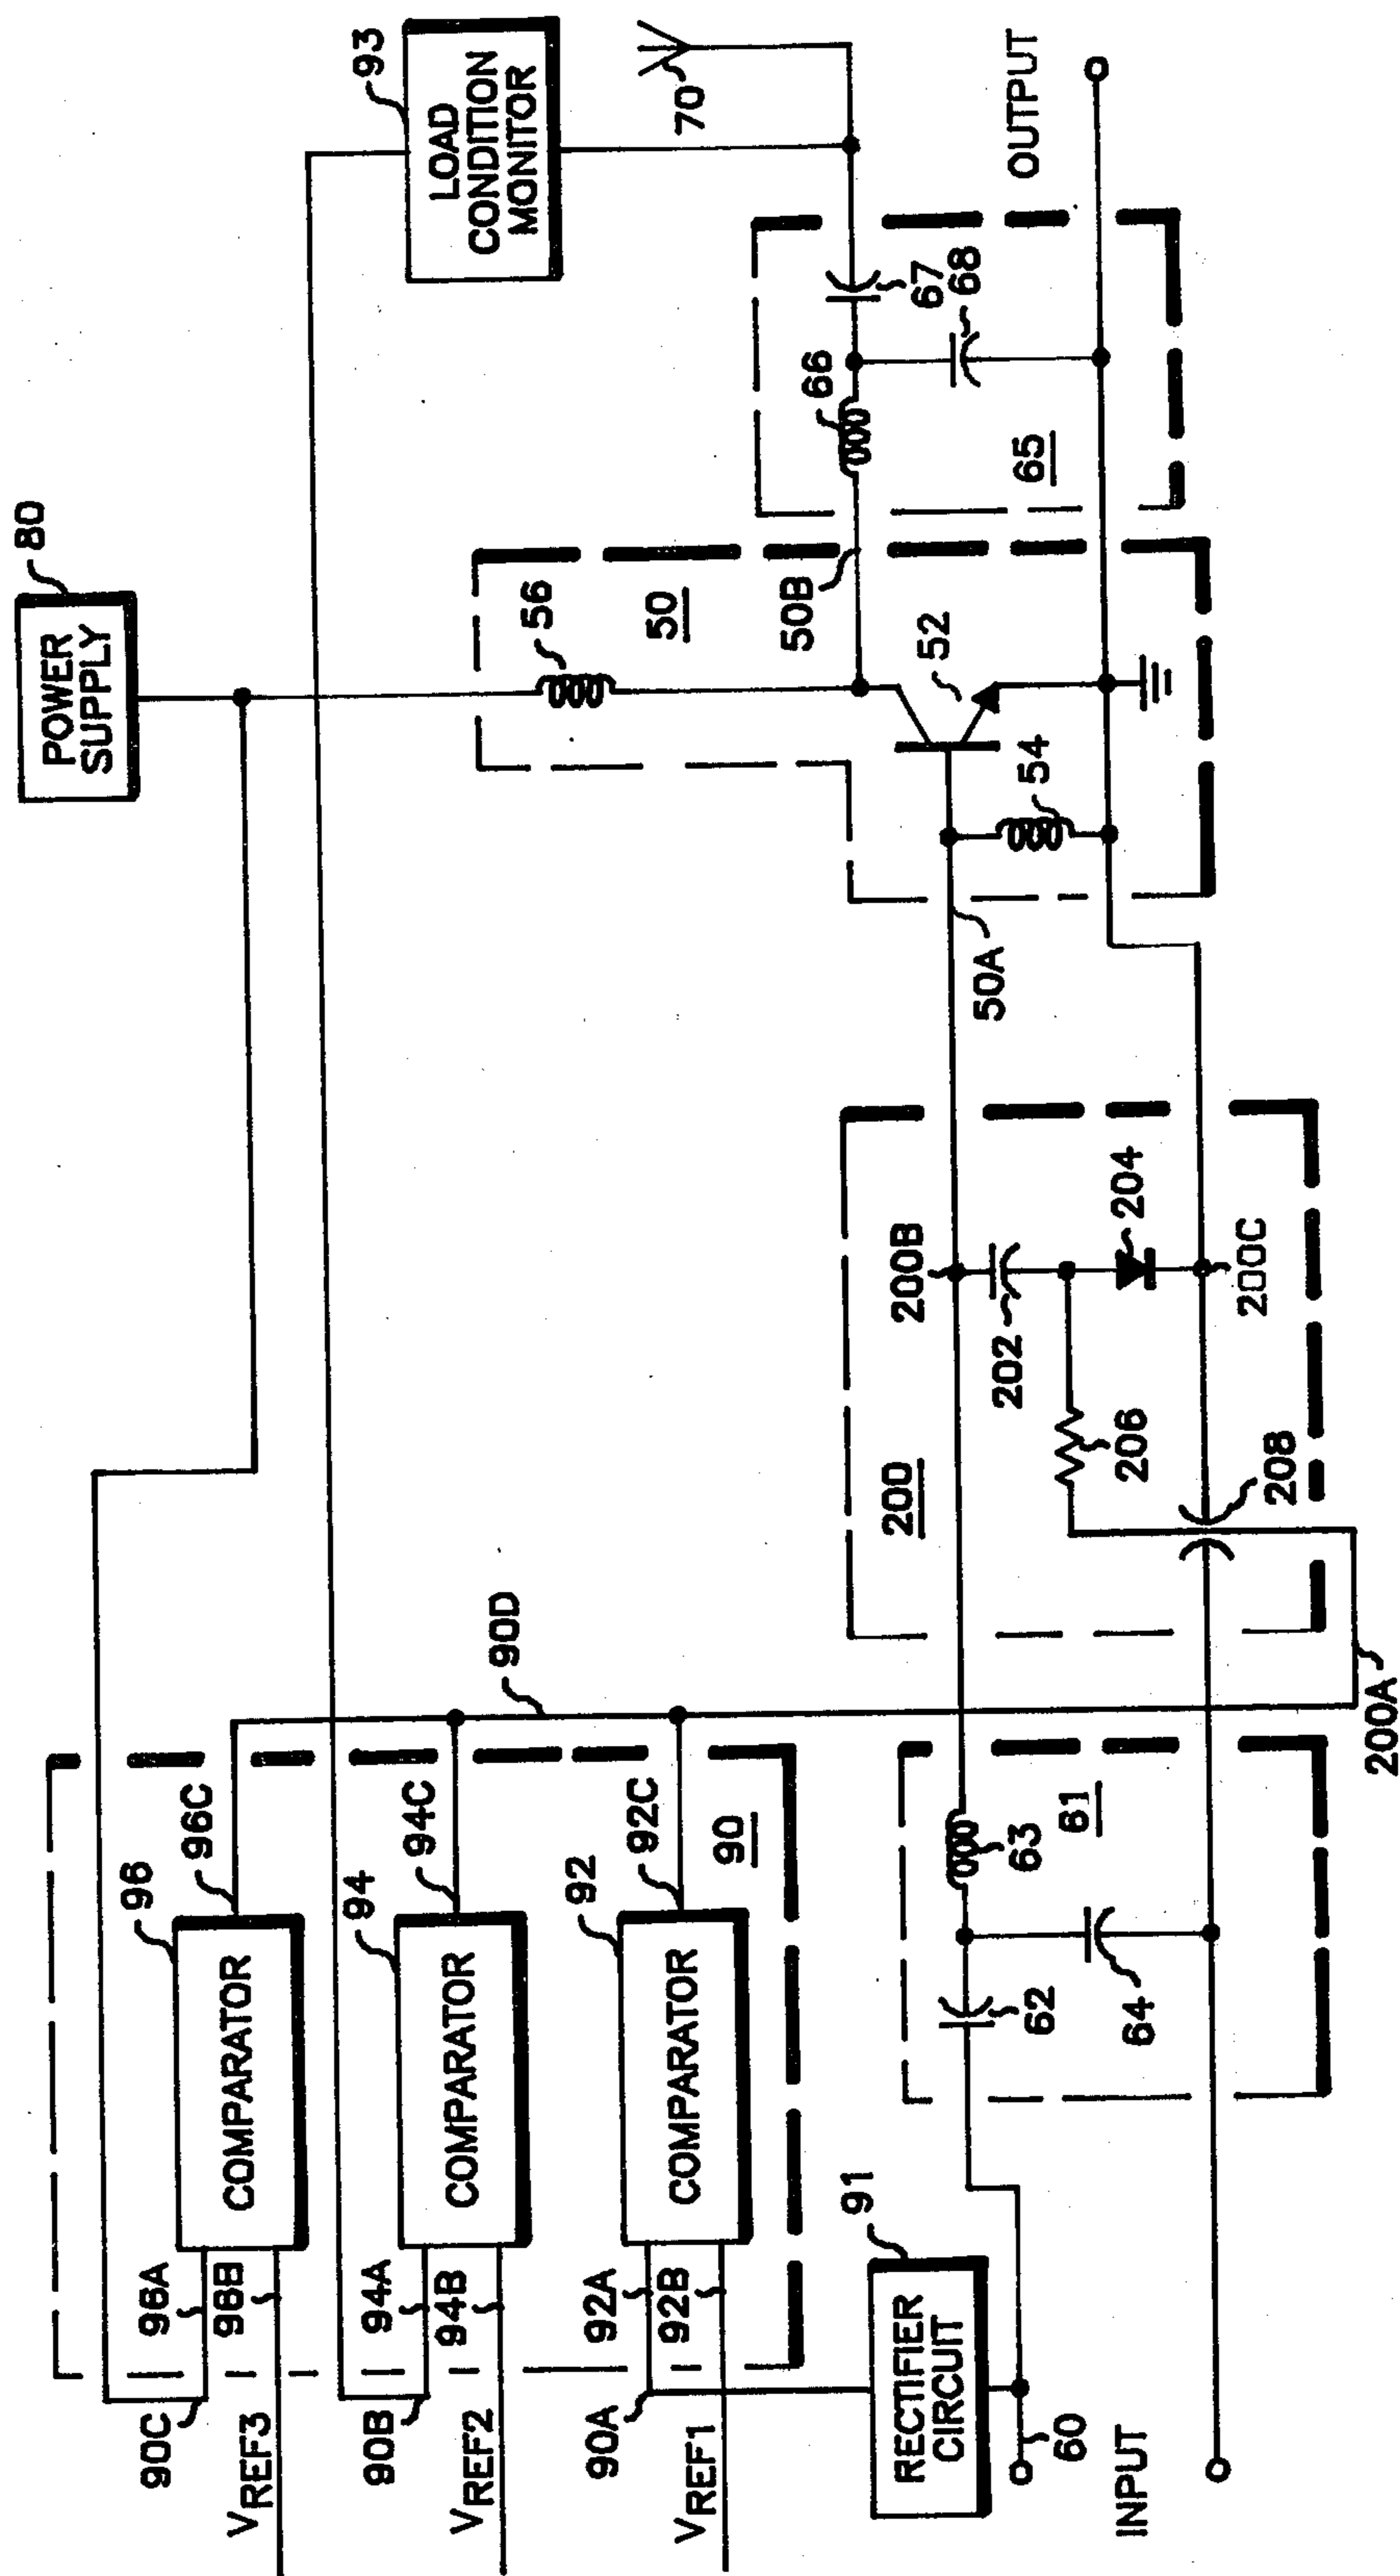 POWER
SUPPLY
80
93
LOAD
CONDITION
MONITOR
70
96
96C
96A
96B
COMPARATOR
90C
VREF3
94
94C
94A
94B
COMPARATOR
90B
VREF2
92
92C
92A
92B
COMPARATOR
90A
VREF1
90
90D
56
50
50B
52
54
50A
66
67
68
65
OUTPUT
91
RECTIFIER
CIRCUIT
60
INPUT
62
63
64
61
200
200B
202
204
206
208
200C
200A